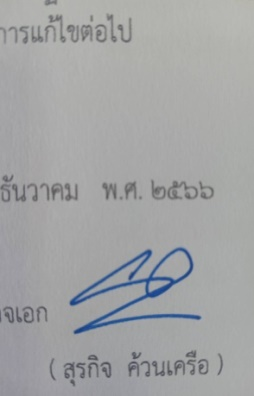 การแก้ไขต่อไป
ธันวาคม พ.ศ. ๒๕๖๖
จเอก
( สุรกิจ ค้วนเครือ )